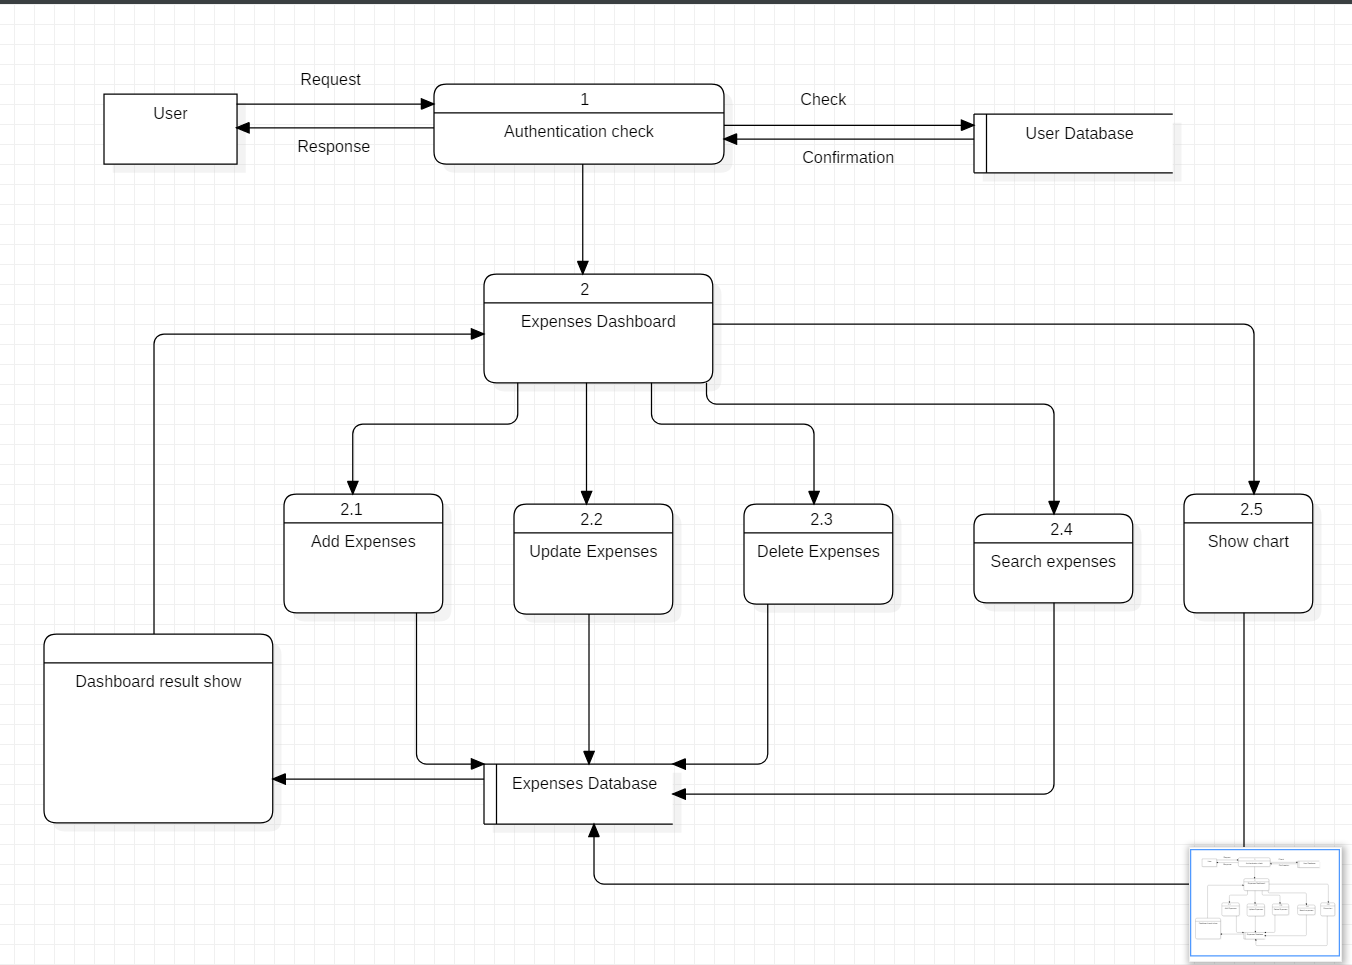 Request
1
Check
User
Authentication check
User Database
Response
Confirmation
2
Expenses Dashboard
2.1
Add Expenses
2.2
Update Expenses
2.3
Delete Expenses
2.4
Search expenses
2.5
Show chart
Dashboard result show
Expenses Database